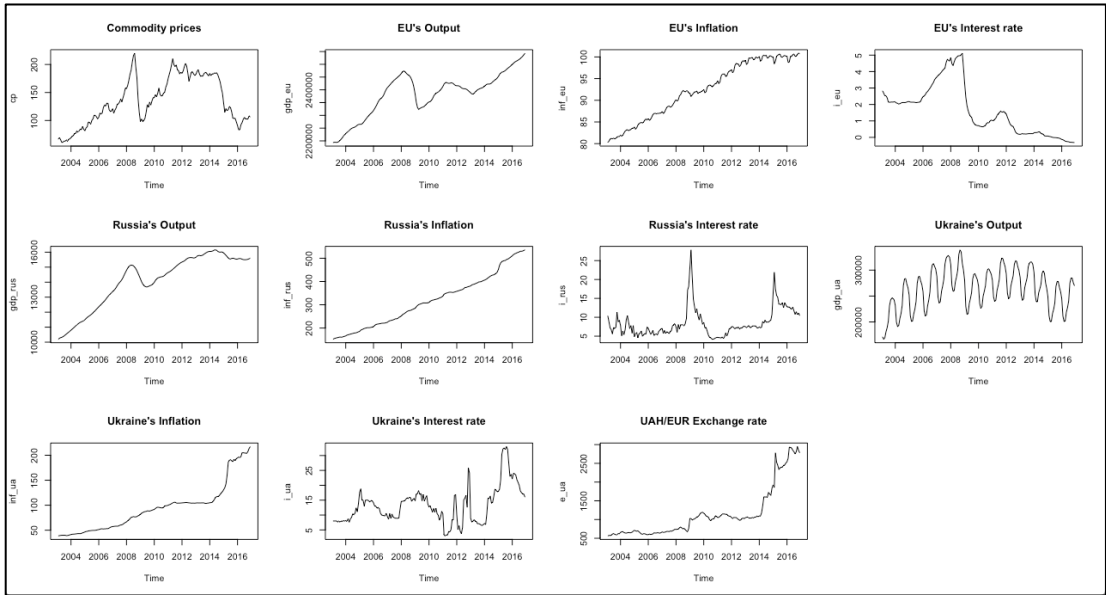 Commodity prices
cp
200
150
100
2004 2006 2008 2010 2012 2014 2016
Time
EU's Output
gdp_eu
2400000
2200000
2004 2006 2008 2010 2012 2014 2016
Time
EU's Inflation
inf_eu
100
95
90
85
80
2004 2006 2008 2010 2012 2014 2016
Time
EU's Interest rate
i_eu
5
4
3
2
1
0
2004 2006 2008 2010 2012 2014 2016
Time
Russia's Output
gdp_rus
16000
13000
10000
2004 2006 2008 2010 2012 2014 2016
Time
Russia's Inflation
inf_rus
500
400
300
200
2004 2006 2008 2010 2012 2014 2016
Time
Russia's Interest rate
i_rus
25
20
15
10
5
2004 2006 2008 2010 2012 2014 2016
Time
Ukraine's Output
gdp_ua
300000
200000
2004 2006 2008 2010 2012 2014 2016
Time
Ukraine's Inflation
inf_ua
200
150
100
50
2004 2006 2008 2010 2012 2014 2016
Time
Ukraine's Interest rate
i_ua
25
15
5
2004 2006 2008 2010 2012 2014 2016
Time
UAH/EUR Exchange rate
e_ua
2500
1500
500
2004 2006 2008 2010 2012 2014 2016
Time